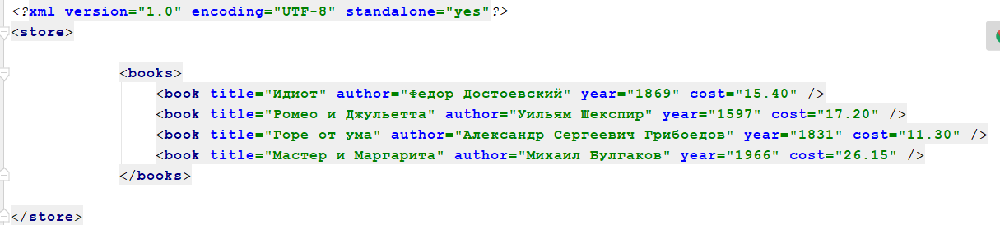 <?xml version="1.0" encoding="UTF-8" standalone="yes"?>
<store>
<books>
<book title="Идиот" author="Федор Достоевский" year="1869" cost="15.40" />
<book title="Ромео и Джульетта" author="Уильям Шекспир" year="1597" cost="17.20" />
<book title="Горе от ума" author="Александр Сергеевич Грибоедов" year="1831" cost="11.30" />
<book title="Мастер и Маргарита" author="Михаил Булгаков" year="1966" cost="26.15" />
</books>
</store>